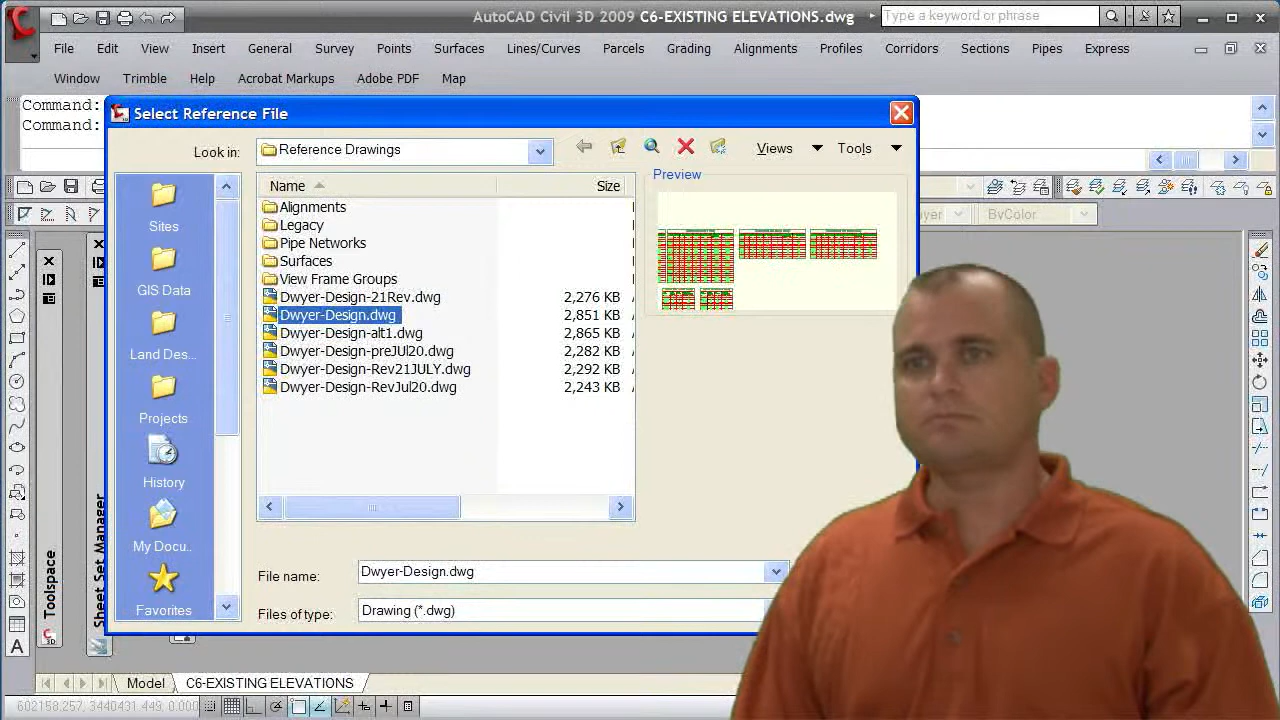 AutoCAD Civil 3D 2009 C6-EXISTING ELEVATIONS.dwg
Type a keyword or phrase
File Edit View Insert General Survey Points Surfaces Lines/Curves Parcels Grading Alignments Profiles Corridors Sections Pipes Express
Window Trimble Help Acrobat Markups Adobe PDF Map
Command:
Command:
Select Reference File
Look in: Reference Drawings
Views Tools
Name Size
Preview
ByColor
Alignments
Legacy
Pipe Networks
Surfaces
View Frame Groups
Dwyer-Design-21Rev.dwg 2,276 KB
Dwyer-Design.dwg 2,851 KB
Dwyer-Design-alt1.dwg 2,865 KB
Dwyer-Design-preJUl20.dwg 2,282 KB
Dwyer-Design-Rev21JULY.dwg 2,292 KB
Dwyer-Design-RevJul20.dwg 2,243 KB
Sites
GIS Data
Land Des...
Projects
History
My Docu..
Favorites
File name: Dwyer-Design.dwg
Files of type: Drawing (*.dwg)
Toolspace
Sheet Set Manager
Model C6-EXISTING ELEVATIONS
602158.257, 3440431.449, 0.000